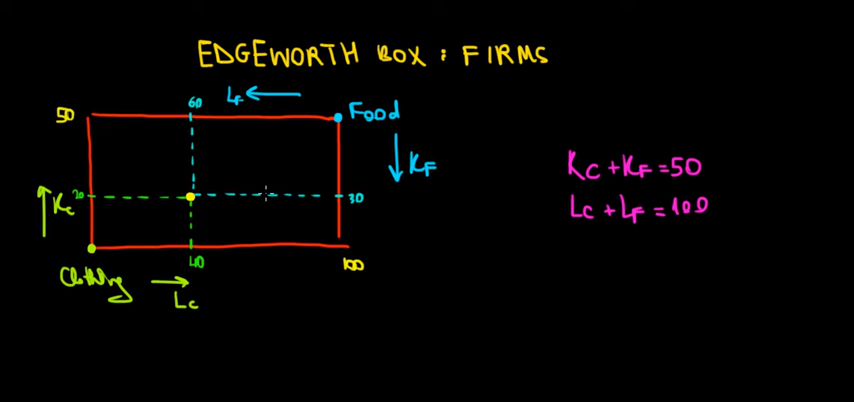 EDGEWORTH BOX : FIRMS
60 LF
50 Food
KF
KC + KF = 50
20 30
KC
LC + LF = 100
40 100
Clothing
LC